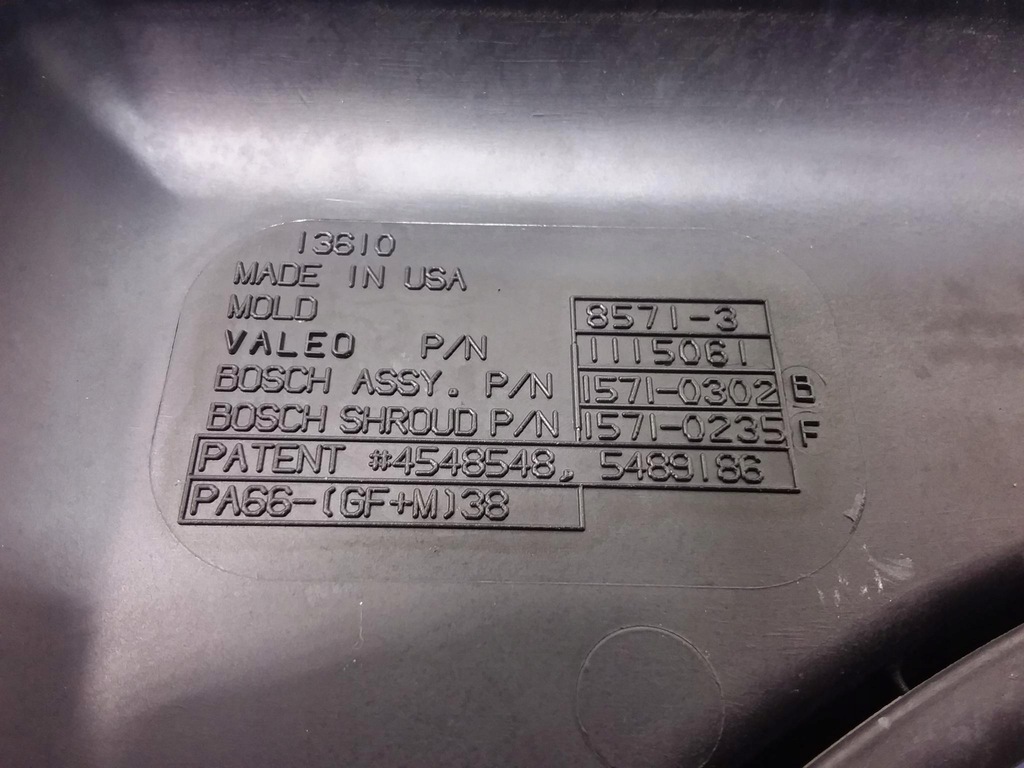 13610
MADE IN USA
MOLD 8571-3
VALEO P/N 1115061
BOSCH ASSY. P/N 1571-0302 B
BOSCH SHROUD P/N 1571-0235 F
PATENT #4548548, 5489186
PA66-(GF+M)38